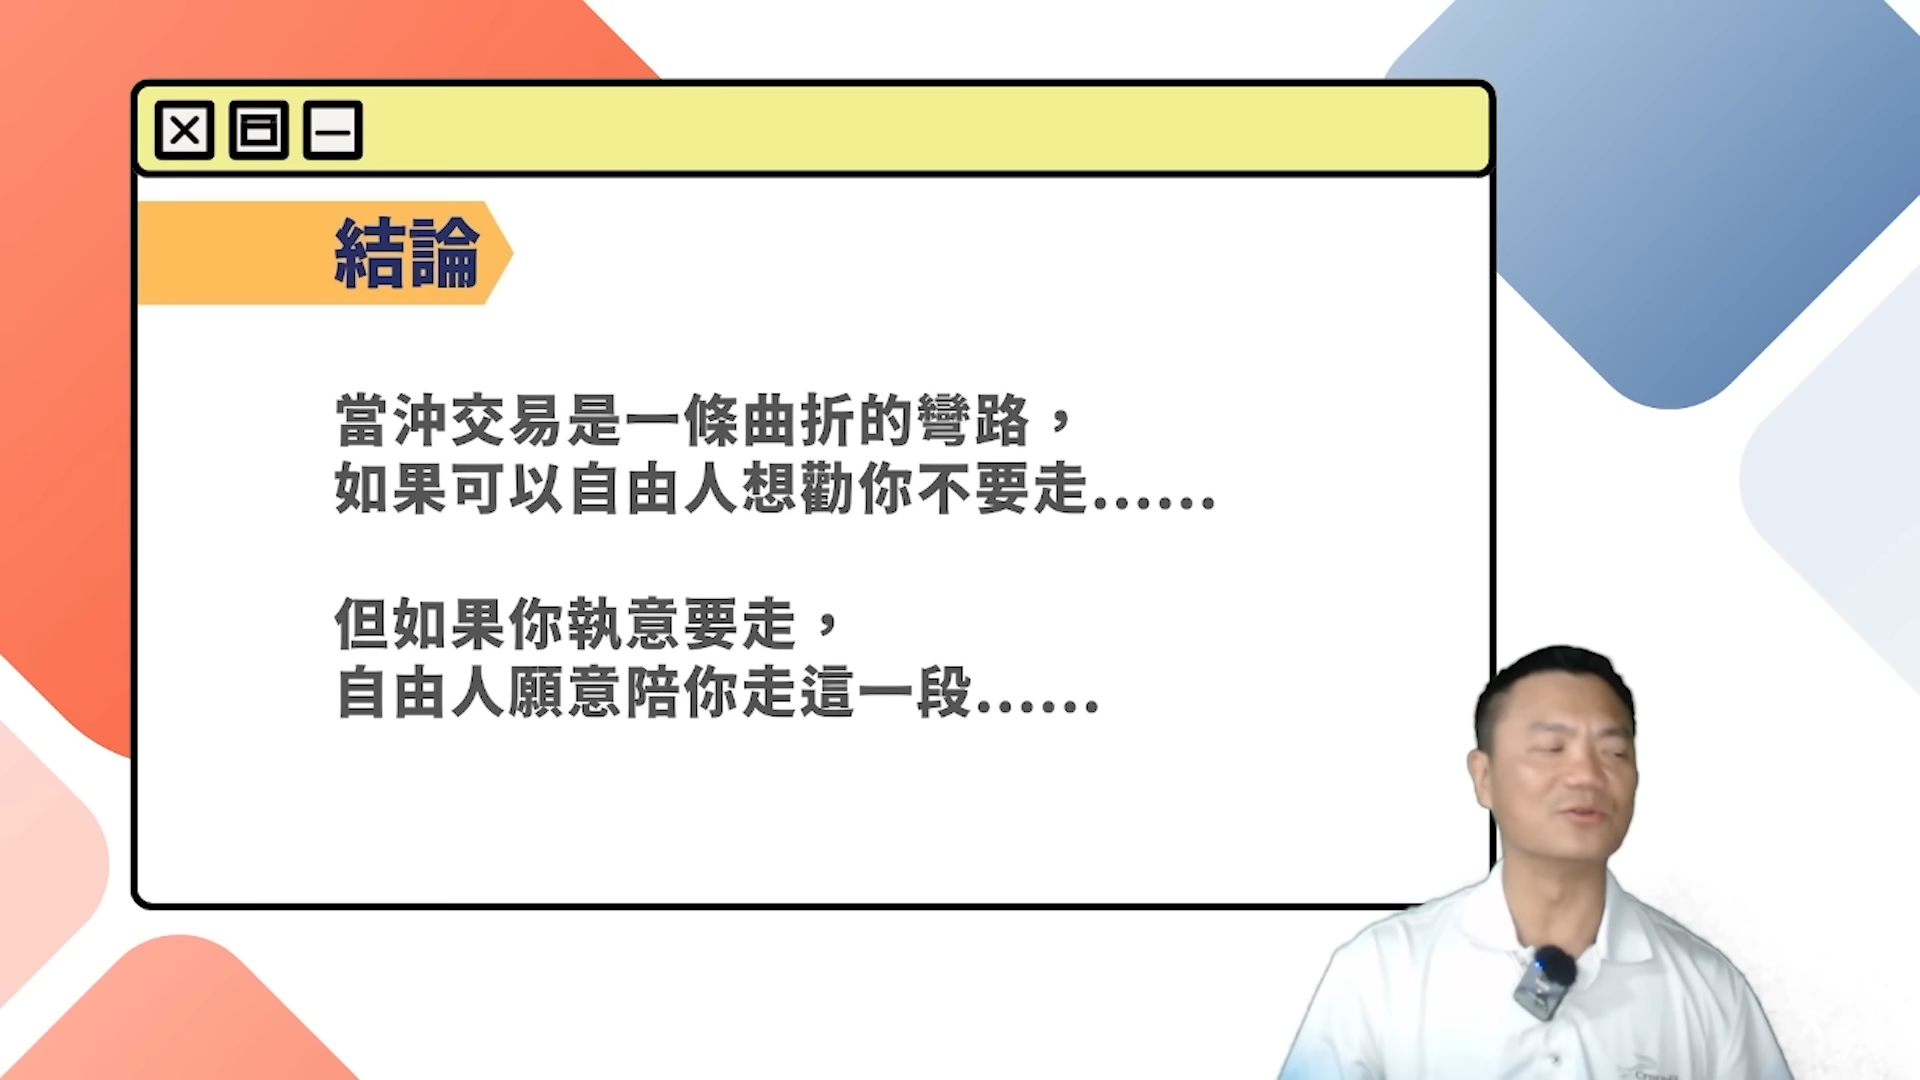 結論
當沖交易是一條曲折的彎路，
如果可以自由人想勸你不要走......
但如果你執意要走，
自由人願意陪你走這一段......